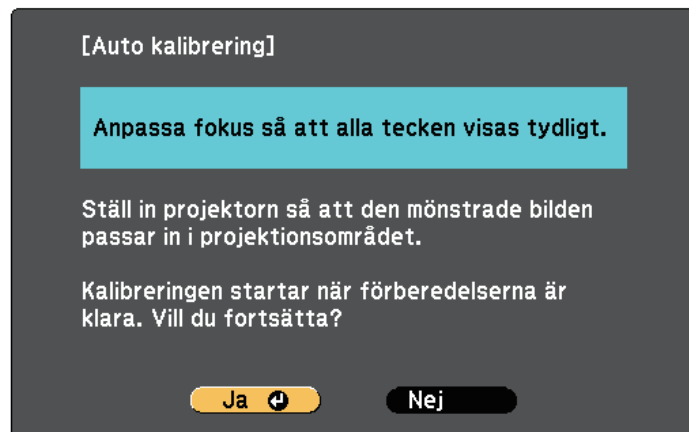 [Auto kalibrering]
Anpassa fokus så att alla tecken visas tydligt.
Ställ in projektorn så att den mönstrade bilden
passar in i projektionsområdet.
Kalibreringen startar när förberedelserna är
klara. Vill du fortsätta?
Ja
Nej